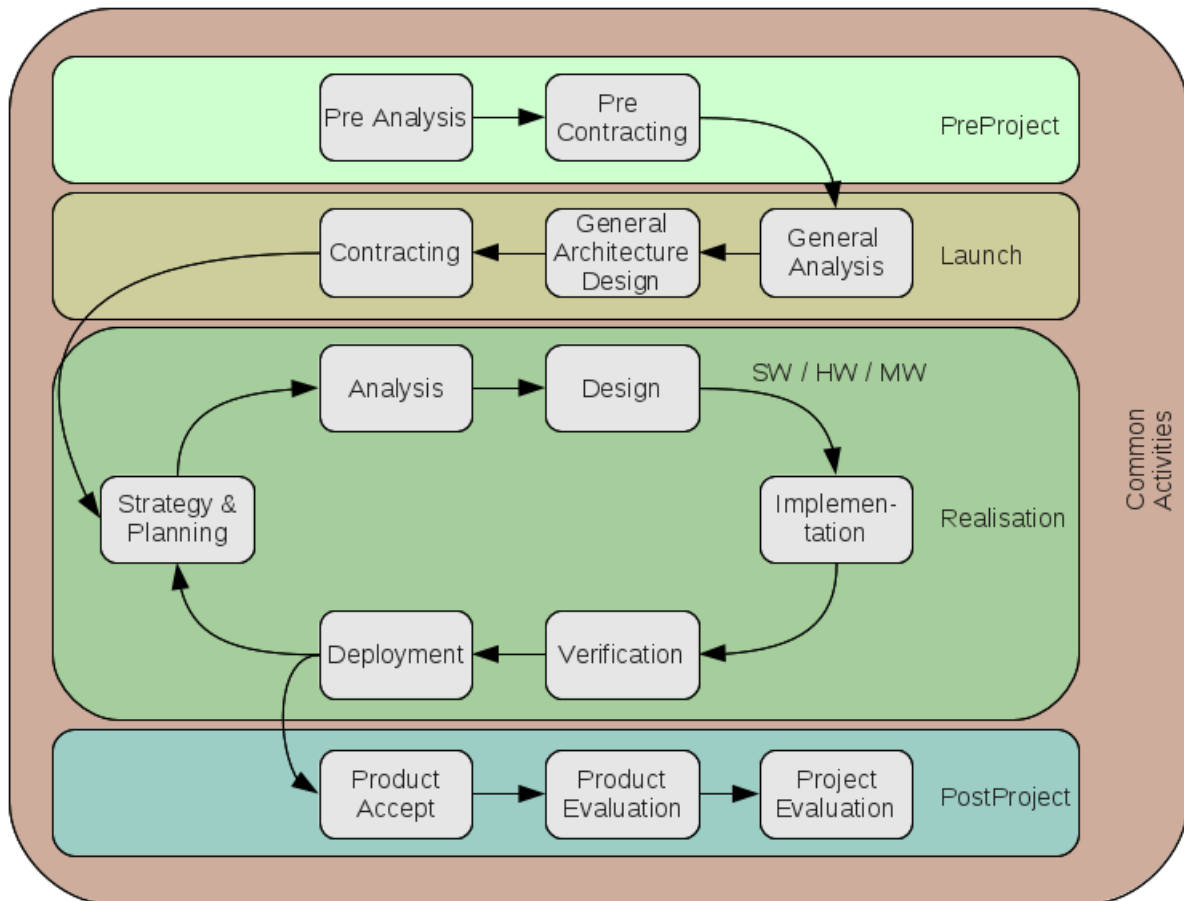 Pre Analysis
Pre
Contracting
PreProject
Contracting
General
Architecture
Design
General
Analysis
Launch
Analysis
Design
SW / HW / MW
Strategy &
Planning
Implemen-
tation
Realisation
Deployment
Verification
Product
Accept
Product
Evaluation
Project
Evaluation
PostProject
Common
Activities